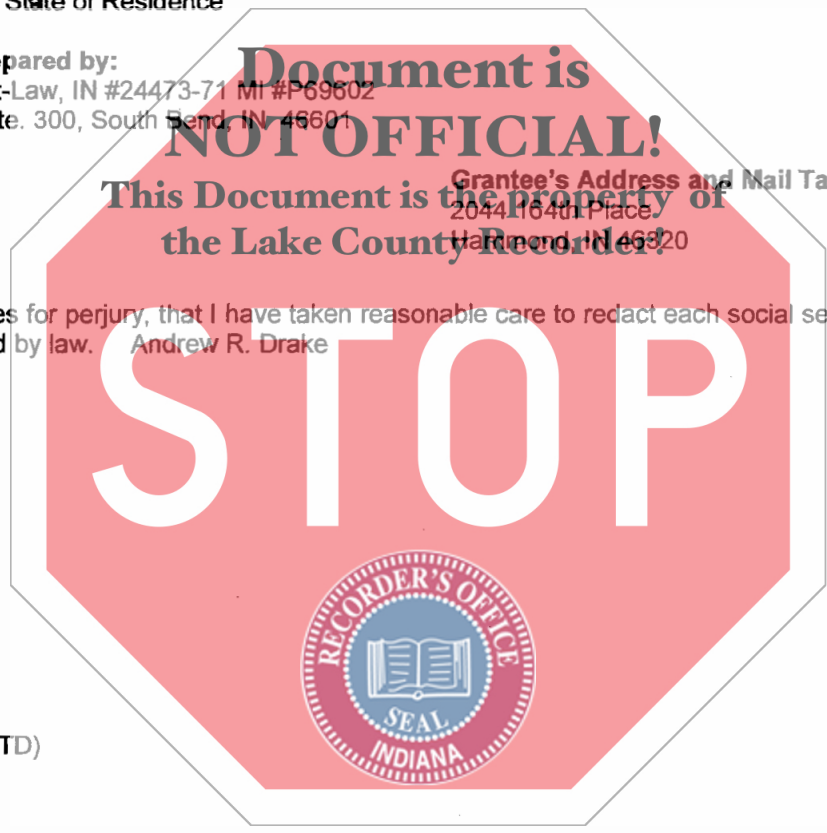 State of Residence
pared by:
-Law, IN #24473-71 MI #P69602
te. 300, South Bend, IN 46601
Document is
NOT OFFICIAL!
This Document is the property of
the Lake County Recorder!
Grantee's Address and Mail Ta
2044 164th Place
Hammond, IN 46320
es for perjury, that I have taken reasonable care to redact each social se
d by law. Andrew R. Drake
STOP
RECORDER'S OFFICE
SEAL
INDIANA
TD)